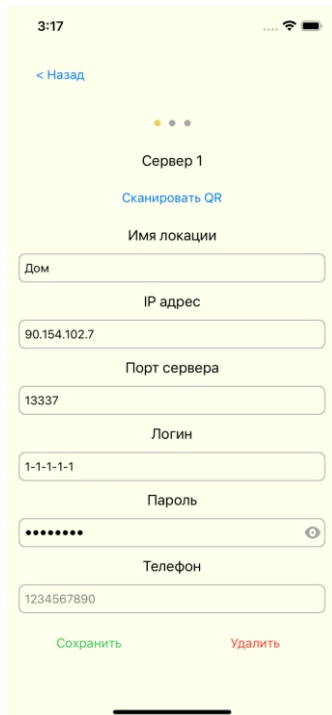 3:17
< Назад
Сервер 1
Сканировать QR
Имя локации
Дом
IP адрес
90.154.102.7
Порт сервера
13337
Логин
1-1-1-1-1
Пароль
••••••••
Телефон
1234567890
Сохранить Удалить